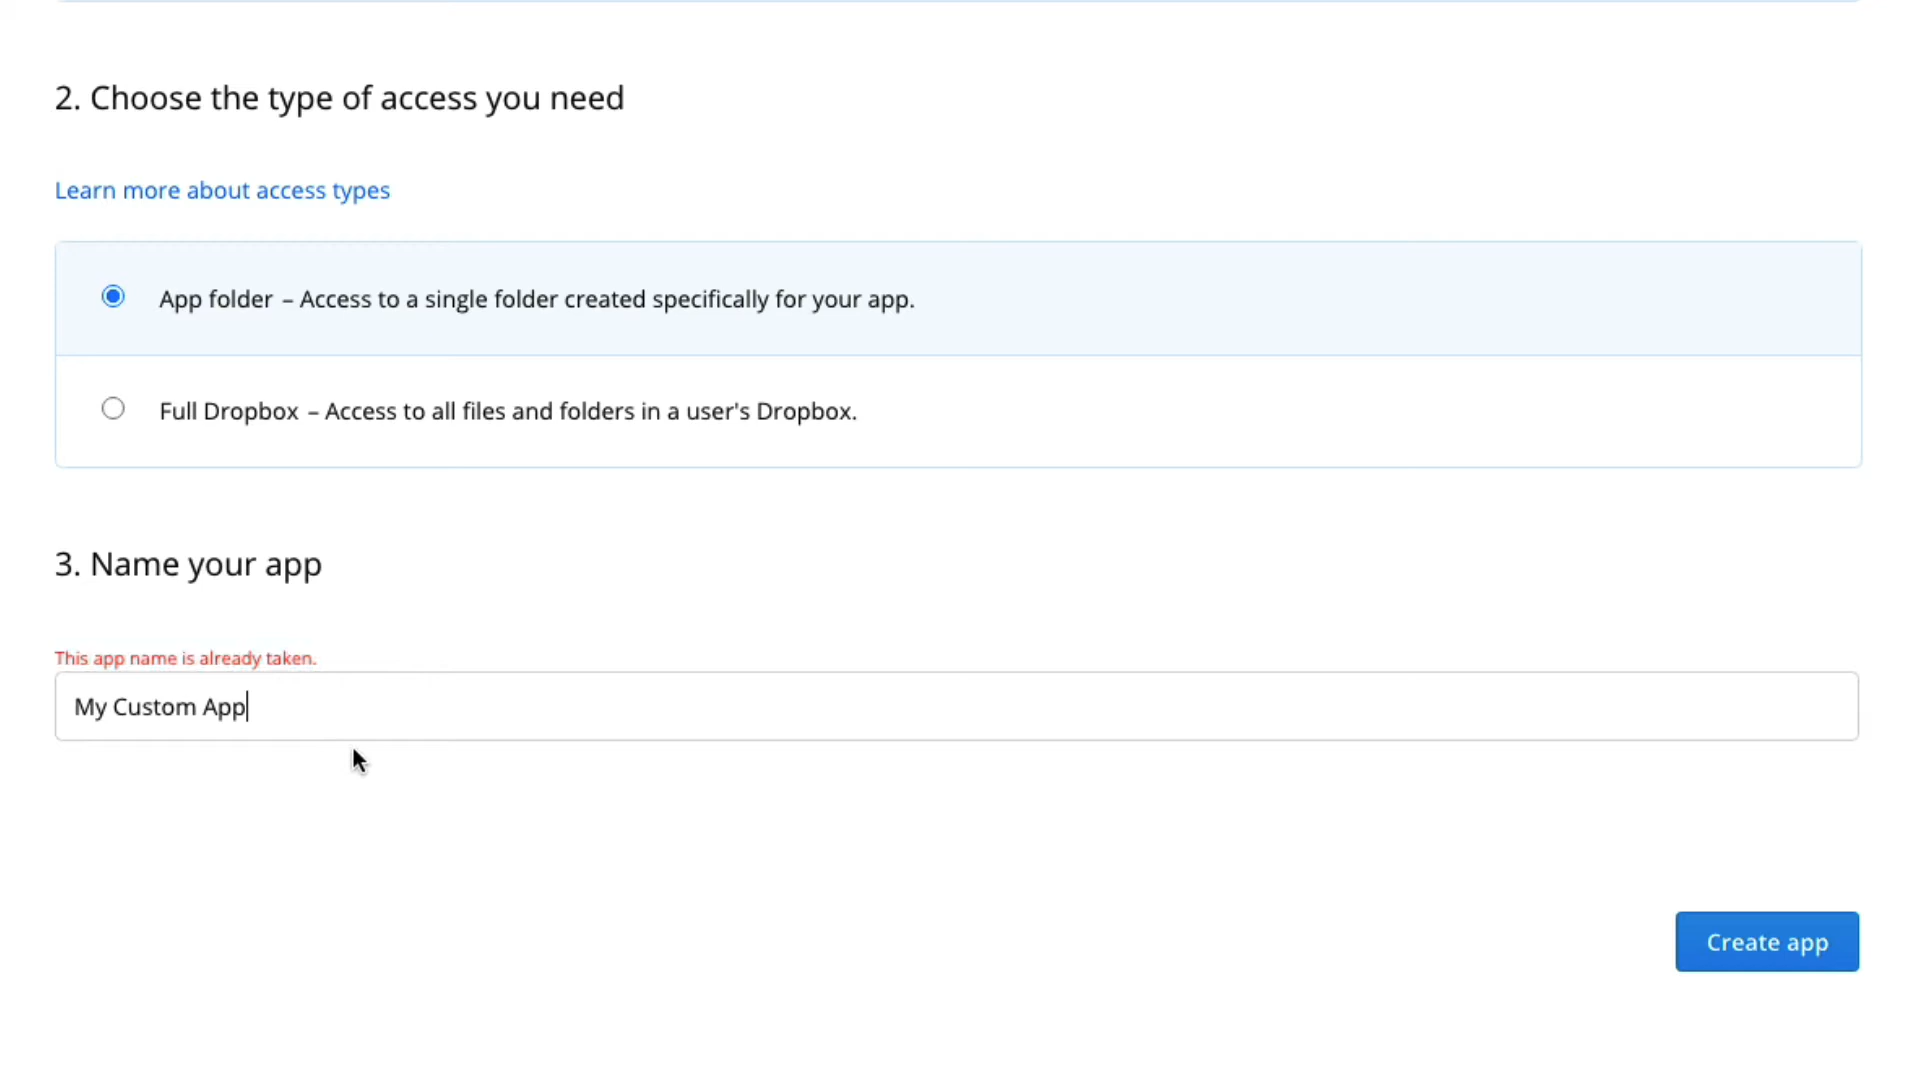 2. Choose the type of access you need
Learn more about access types
App folder – Access to a single folder created specifically for your app.
Full Dropbox – Access to all files and folders in a user's Dropbox.
3. Name your app
This app name is already taken.
My Custom App
Create app